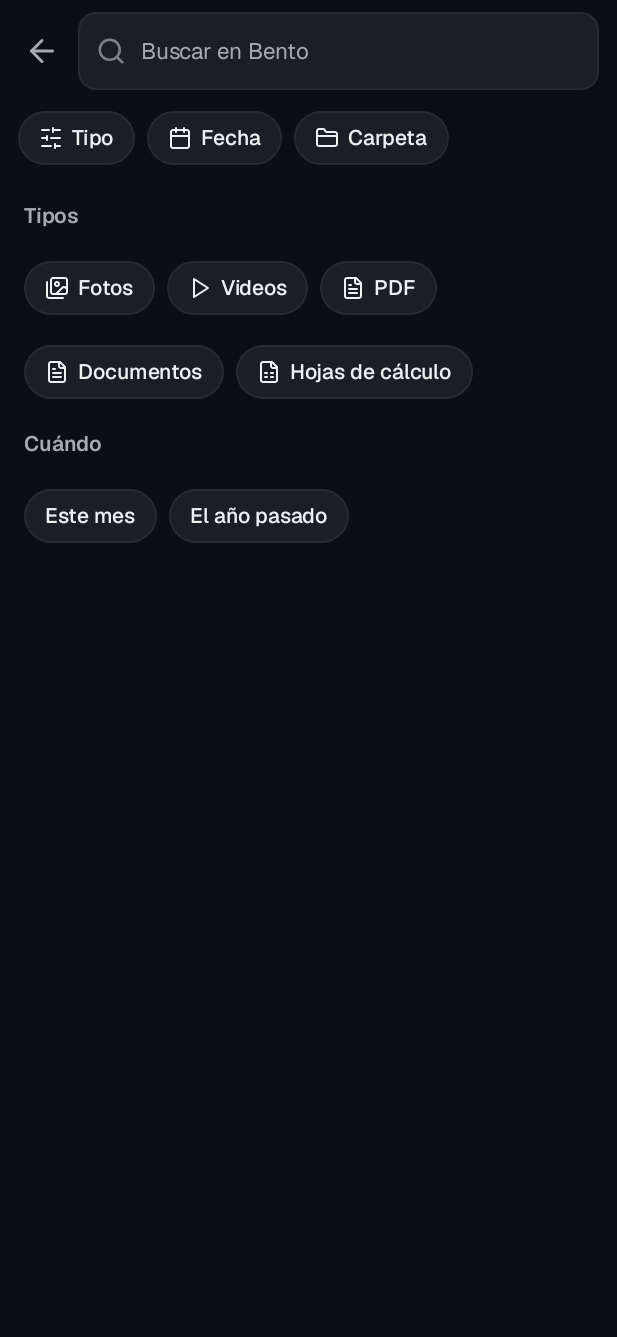 Buscar en Bento
Tipo Fecha Carpeta
Tipos
Fotos Videos PDF
Documentos Hojas de cálculo
Cuándo
Este mes El año pasado